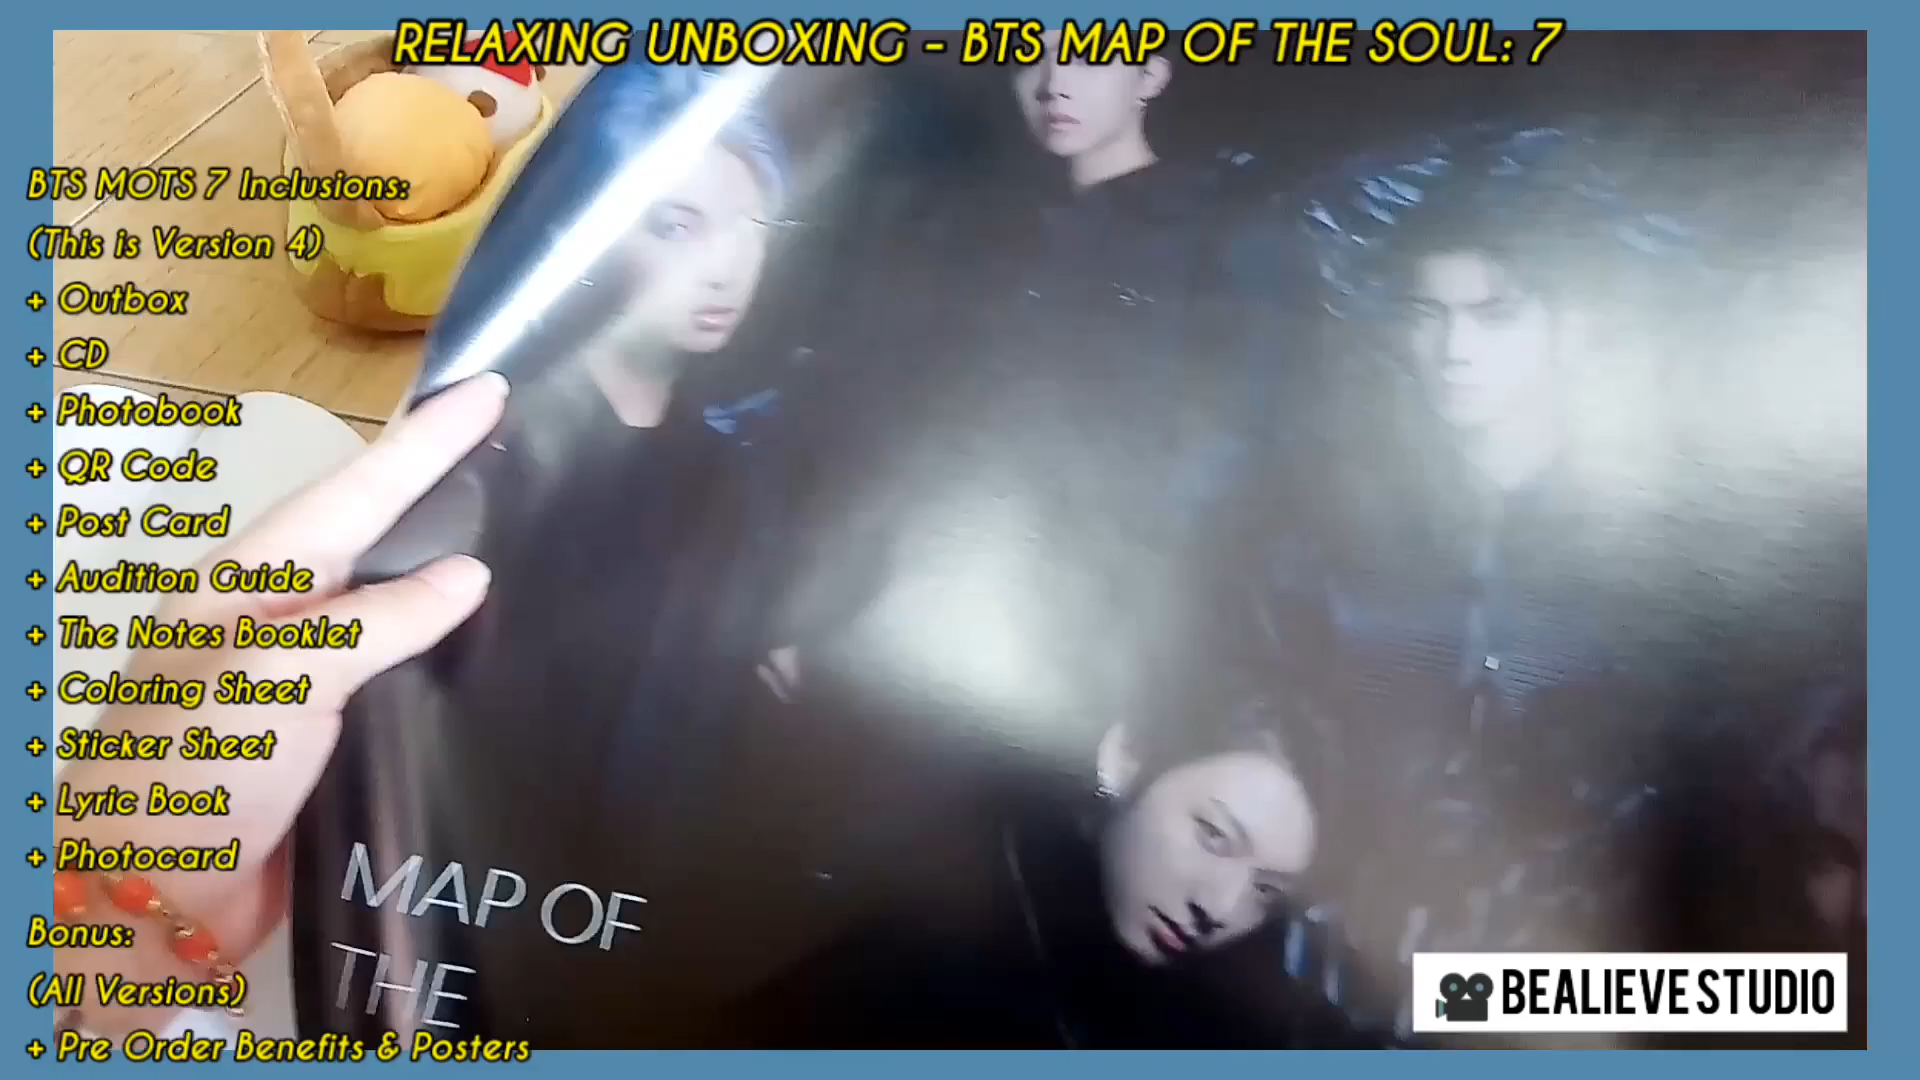 RELAXING UNBOXING - BTS MAP OF THE SOUL: 7
BTS MOTS 7 Inclusions:
(This is Version 4)
+ Outbox
+ CD
+ Photobook
+ QR Code
+ Post Card
+ Audition Guide
+ The Notes Booklet
+ Coloring Sheet
+ Sticker Sheet
+ Lyric Book
+ Photocard
Bonus:
(All Versions)
+ Pre Order Benefits & Posters
MAP OF
THE
BEALIEVE STUDIO